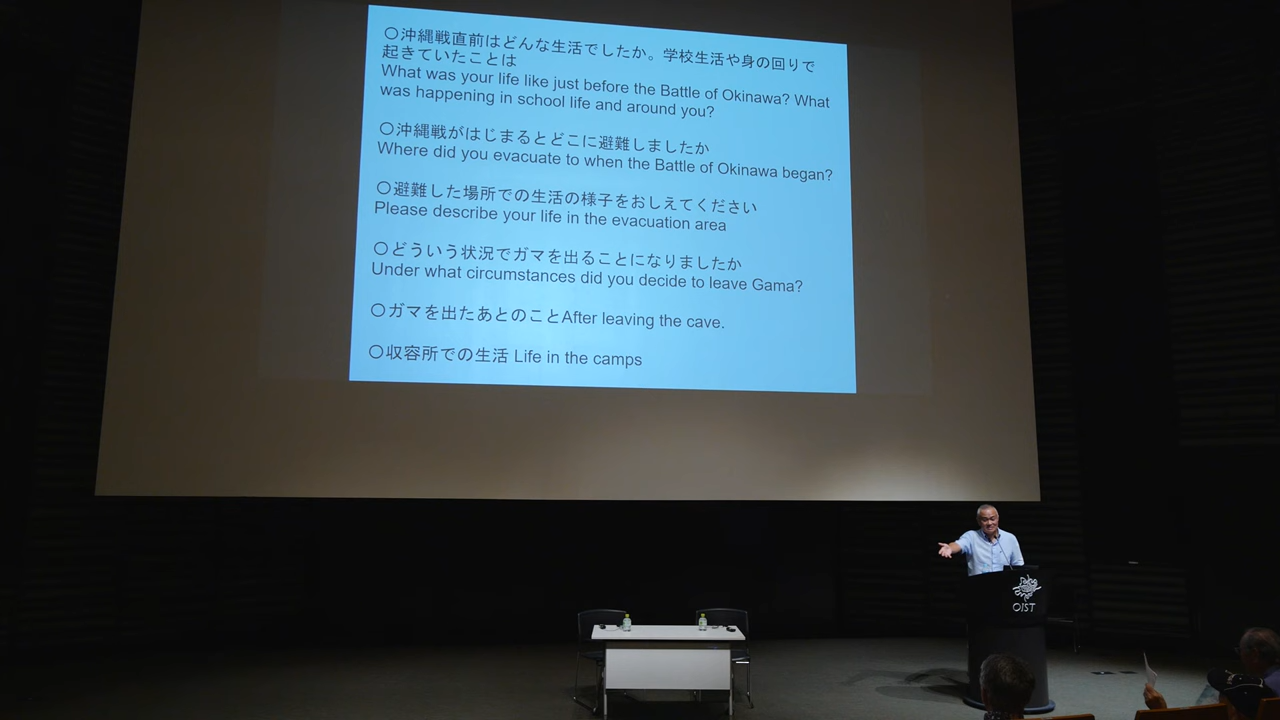 〇沖縄戦直前はどんな生活でしたか。学校生活や身の回りで
起きていたことは
What was your life like just before the Battle of Okinawa? What
was happening in school life and around you?
〇沖縄戦がはじまるとどこに避難しましたか
Where did you evacuate to when the Battle of Okinawa began?
〇避難した場所での生活の様子をおしえてください
Please describe your life in the evacuation area
〇どういう状況でガマを出ることになりましたか
Under what circumstances did you decide to leave Gama?
〇ガマを出たあとのことAfter leaving the cave.
〇収容所での生活 Life in the camps
OIST